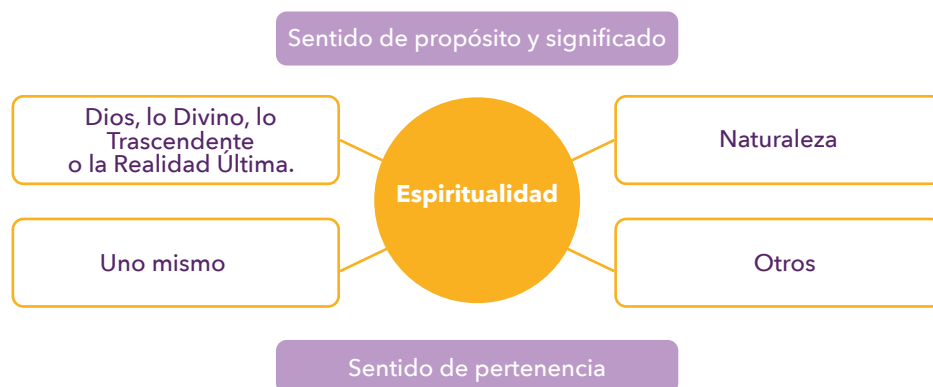 Sentido de propósito y significado
Dios, lo Divino, lo
Trascendente
o la Realidad Última.
Naturaleza
Espiritualidad
Uno mismo
Otros
Sentido de pertenencia